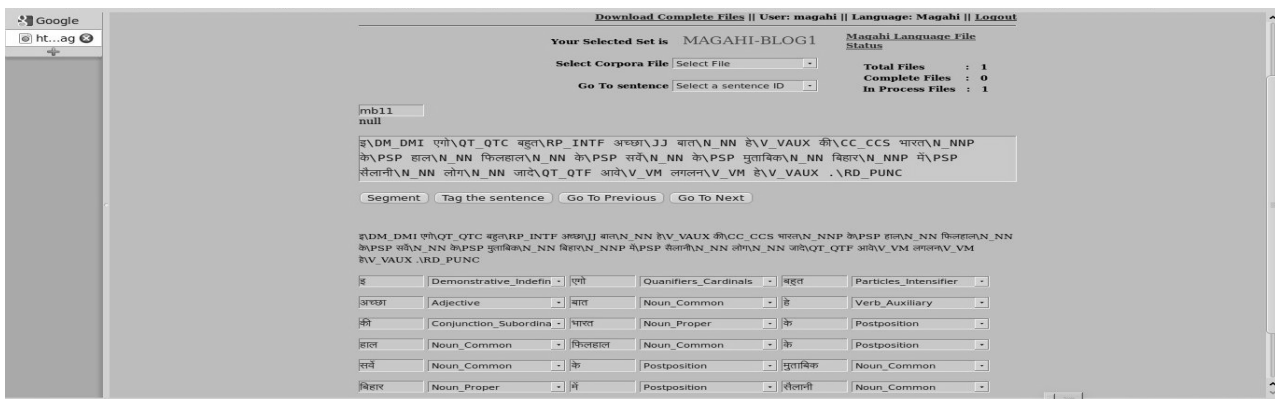 Google
ht...ag
Download Complete Files || User: magahi || Language: Magahi || Logout
Your Selected Set is MAGAHI-BLOG1
Magahi Language File Status
Select Corpora File Select File
Total Files : 1
Complete Files : 0
Go To sentence Select a sentence ID
In Process Files : 1
mb11
null
इ\DM_DMI एगो\QT_QTC बहुत\RP_INTF अच्छा\JJ बात\N_NN हे\V_VAUX की\CC_CCS भारत\N_NNP
के\PSP हाल\N_NN फिलहाल\N_NN के\PSP सर्वे\N_NN के\PSP मुताबिक\N_NN बिहार\N_NNP में\PSP
सैलानी\N_NN लोग\N_NN जादे\QT_QTF आवे\V_VM लगलन\V_VM हे\V_VAUX .\RD_PUNC
Segment Tag the sentence Go To Previous Go To Next
इ\DM_DMI एगो\QT_QTC बहुत\RP_INTF अच्छा\JJ बात\N_NN हे\V_VAUX की\CC_CCS भारत\N_NNP के\PSP हाल\N_NN फिलहाल\N_NN
के\PSP सर्वे\N_NN के\PSP मुताबिक\N_NN बिहार\N_NNP में\PSP सैलानी\N_NN लोग\N_NN जादे\QT_QTF आवे\V_VM लगलन\V_VM
हे\V_VAUX .\RD_PUNC
इ Demonstrative_Indefin एगो Quanifiers_Cardinals बहुत Particles_Intensifier
अच्छा Adjective बात Noun_Common हे Verb_Auxiliary
की Conjunction_Subordina भारत Noun_Proper के Postposition
हाल Noun_Common फिलहाल Noun_Common के Postposition
सर्वे Noun_Common के Postposition मुताबिक Noun_Common
बिहार Noun_Proper में Postposition सैलानी Noun_Common